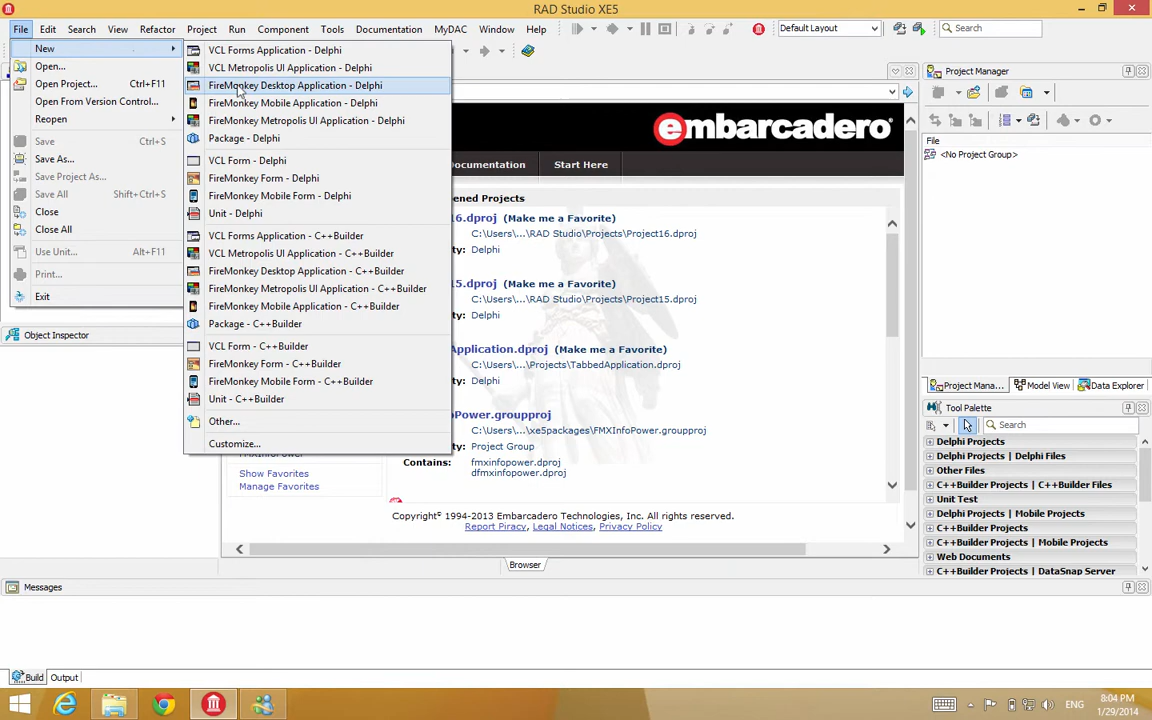 RAD Studio XE5
File Edit Search View Refactor Project Run Component Tools Documentation MyDAC Window Help Default Layout Search
New
Open...
Open Project... Ctrl+F11
Open From Version Control...
Reopen
Save Ctrl+S
Save As...
Save Project As...
Save All Shift+Ctrl+S
Close
Close All
Use Unit... Alt+F11
Print...
Exit
VCL Forms Application - Delphi
VCL Metropolis UI Application - Delphi
FireMonkey Desktop Application - Delphi
FireMonkey Mobile Application - Delphi
FireMonkey Metropolis UI Application - Delphi
Package - Delphi
VCL Form - Delphi
FireMonkey Form - Delphi
FireMonkey Mobile Form - Delphi
Unit - Delphi
VCL Forms Application - C++Builder
VCL Metropolis UI Application - C++Builder
FireMonkey Desktop Application - C++Builder
FireMonkey Metropolis UI Application - C++Builder
FireMonkey Mobile Application - C++Builder
Package - C++Builder
VCL Form - C++Builder
FireMonkey Form - C++Builder
FireMonkey Mobile Form - C++Builder
Unit - C++Builder
Other...
Customize...
Object Inspector
embarcadero
ocumentation Start Here
ened Projects
16.dproj (Make me a Favorite)
C:\Users\...\RAD Studio\Projects\Project16.dproj
ty: Delphi
15.dproj (Make me a Favorite)
C:\Users\...\RAD Studio\Projects\Project15.dproj
ty: Delphi
Application.dproj (Make me a Favorite)
C:\Users\...\Projects\TabbedApplication.dproj
ty: Delphi
oPower.groupproj
C:\Users\...\xe5packages\FMXInfoPower.groupproj
ty: Project Group
Contains: fmxinfopower.dproj
dfmxinfopower.dproj
Show Favorites
Manage Favorites
Copyright © 1994-2013 Embarcadero Technologies, Inc. All rights reserved.
Report Piracy, Legal Notices, Privacy Policy
Browser
Project Manager
File
<No Project Group>
Project Mana... Model View Data Explorer
Tool Palette
Search
Delphi Projects
Delphi Projects | Delphi Files
Other Files
C++Builder Projects | C++Builder Files
Unit Test
Delphi Projects | Mobile Projects
C++Builder Projects
C++Builder Projects | Mobile Projects
Web Documents
C++Builder Projects | DataSnap Server
Messages
Build Output
ENG
8:04 PM
1/29/2014